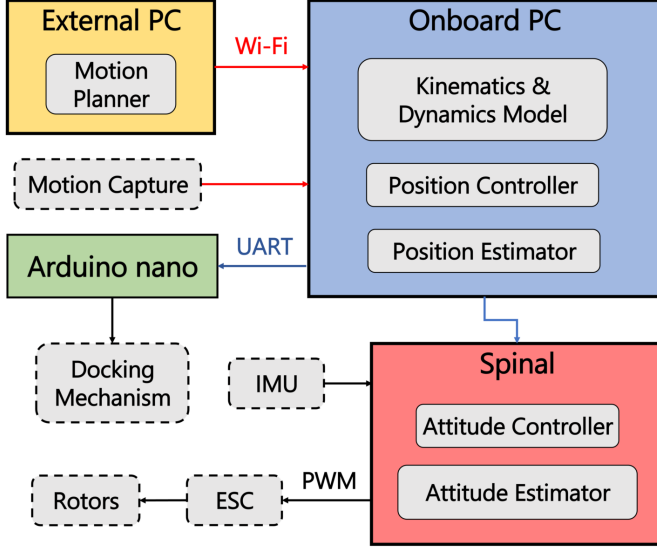 External PC
Motion
Planner
Wi-Fi
Onboard PC
Kinematics &
Dynamics Model
Motion Capture
Position Controller
Arduino nano
UART
Position Estimator
Docking
Mechanism
IMU
Spinal
Attitude Controller
Rotors
ESC
PWM
Attitude Estimator